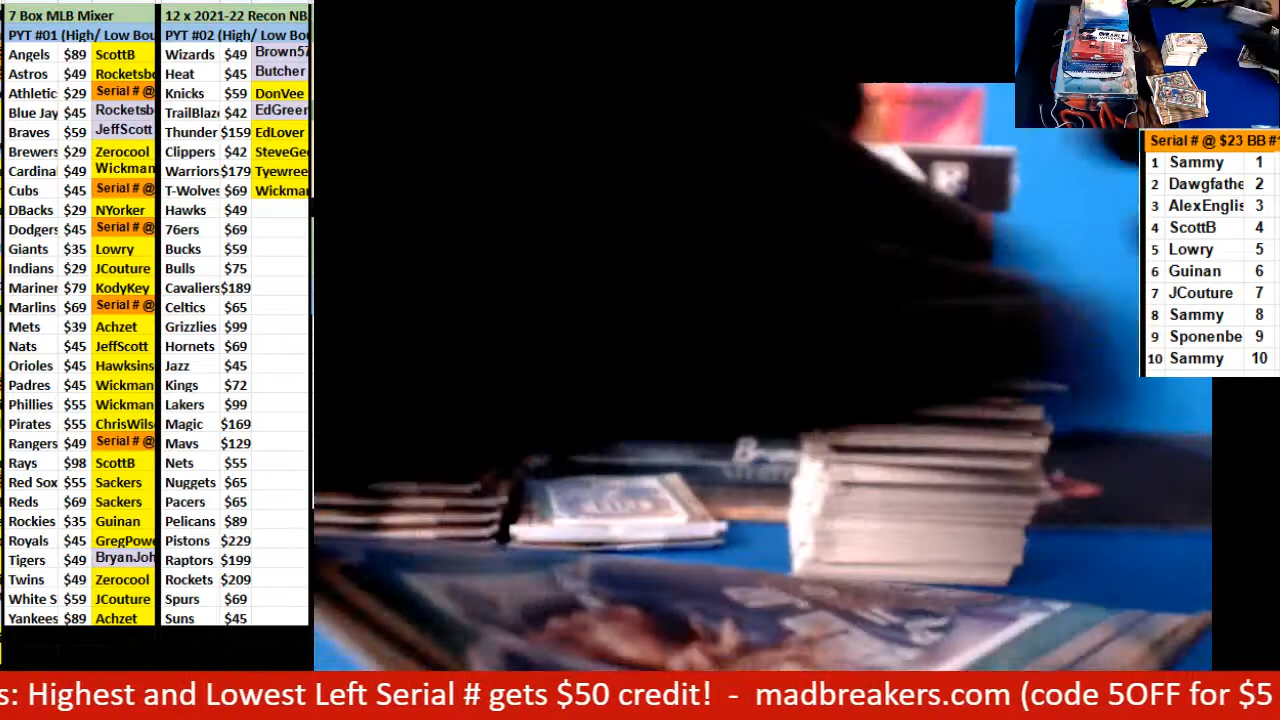 7 Box MLB Mixer
PYT #01 (High/ Low Bou
Angels $89 ScottB
Astros $49 Rocketsbo
Athletic $29 Serial # @
Blue Jay $45 Rocketsb
Braves $59 JeffScott
Brewers $29 Zerocool
Cardina $49 Wickman
Cubs $45 Serial # @
DBacks $29 NYorker
Dodgers $45 Serial # @
Giants $35 Lowry
Indians $29 JCouture
Mariner $79 KodyKey
Marlins $69 Serial # @
Mets $39 Achzet
Nats $45 JeffScott
Orioles $45 Hawksins
Padres $45 Wickman
Phillies $55 Wickman
Pirates $55 ChrisWils
Rangers $49 Serial # @
Rays $98 ScottB
Red Sox $55 Sackers
Reds $69 Sackers
Rockies $35 Guinan
Royals $45 GregPow
Tigers $49 BryanJoh
Twins $49 Zerocool
White S $59 JCouture
Yankees $89 Achzet
12 x 2021-22 Recon NB
PYT #02 (High/ Low Bou
Wizards $49 Brown57
Heat $45 Butcher
Knicks $59 DonVee
TrailBlaz $42 EdGreen
Thunder $159 EdLover
Clippers $42 SteveGe
Warriors $179 Tyewree
T-Wolves $69 Wickman
Hawks $49
76ers $69
Bucks $59
Bulls $75
Cavaliers $189
Celtics $65
Grizzlies $99
Hornets $69
Jazz $45
Kings $72
Lakers $99
Magic $169
Mavs $129
Nets $55
Nuggets $65
Pacers $65
Pelicans $89
Pistons $229
Raptors $199
Rockets $209
Spurs $69
Suns $45
Serial # @ $23 BB #
1 Sammy 1
2 Dawgfathe 2
3 AlexEnglis 3
4 ScottB 4
5 Lowry 5
6 Guinan 6
7 JCouture 7
8 Sammy 8
9 Sponenbe 9
10 Sammy 10
s: Highest and Lowest Left Serial # gets $50 credit! - madbreakers.com (code 5OFF for $5